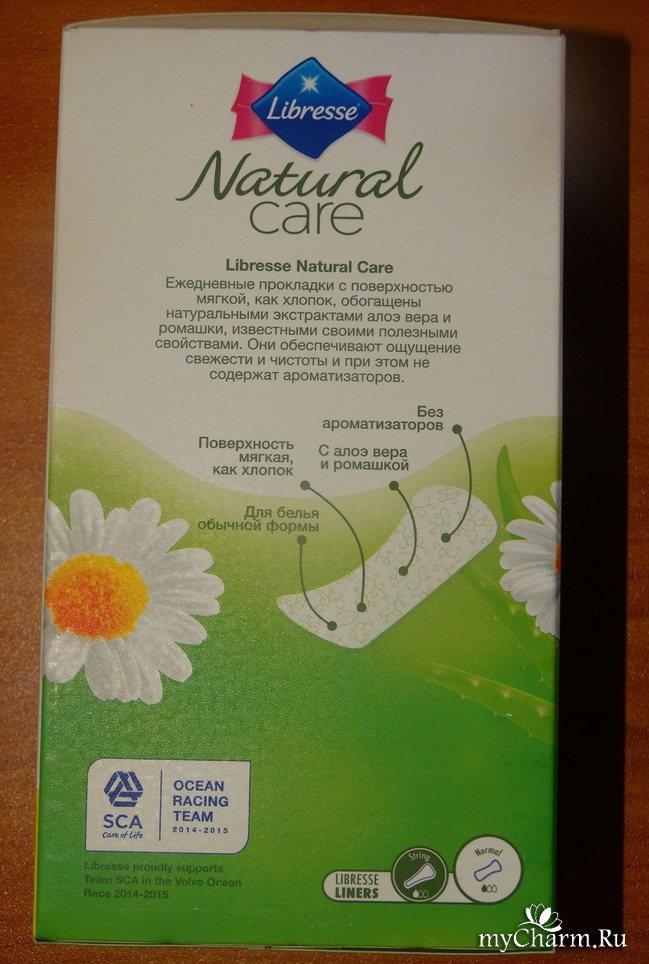 Libresse
Natural
care
Libresse Natural Care
Ежедневные прокладки с поверхностью
мягкой, как хлопок, обогащены
натуральными экстрактами алоэ вера и
ромашки, известными своими полезными
свойствами. Они обеспечивают ощущение
свежести и чистоты и при этом не
содержат ароматизаторов.
Без
ароматизаторов
Поверхность
мягкая,
как хлопок
С алоэ вера
и ромашкой
Для белья
обычной формы
SCA
Care of Life
OCEAN
RACING
TEAM
2014-2015
Libresse proudly supports
Team SCA in the Volvo Ocean
Race 2014-2015
LIBRESSE
LINERS
String
Normal
myCharm.Ru